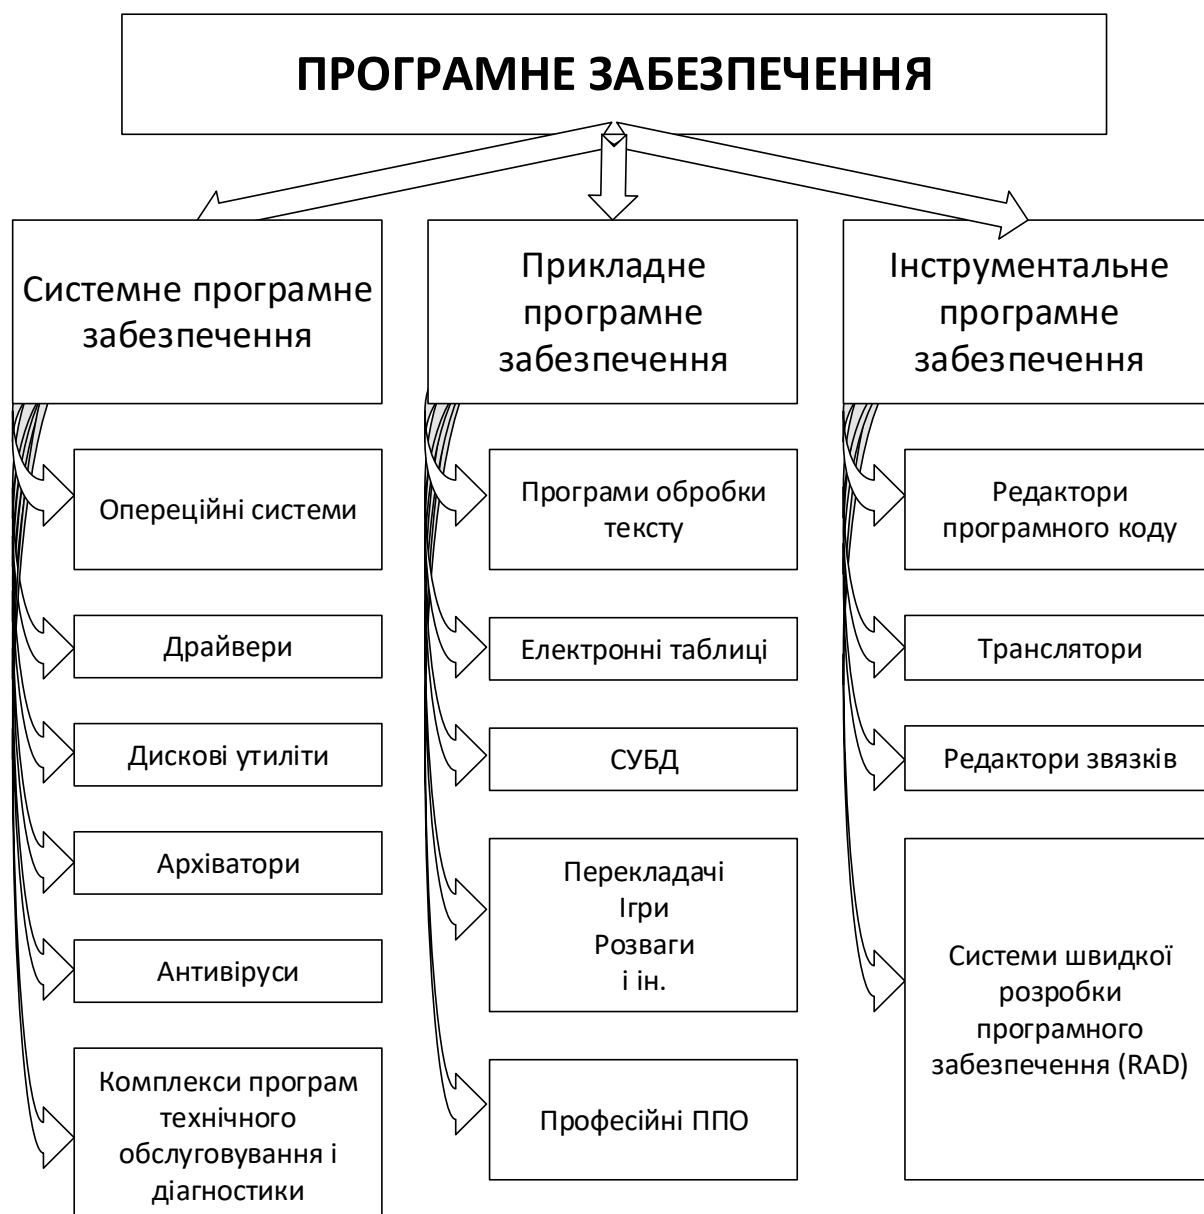 ПРОГРАМНЕ ЗАБЕЗПЕЧЕННЯ
Системне програмне
забезпечення
Опереційні системи
Драйвери
Дискові утиліти
Архіватори
Антивіруси
Комплекси програм
технічного
обслуговування і
діагностики
Прикладне
програмне
забезпечення
Програми обробки
тексту
Електронні таблиці
СУБД
Перекладачі
Ігри
Розваги
і ін.
Професійні ППО
Інструментальне
програмне
забезпечення
Редактори
програмного коду
Транслятори
Редактори звязків
Системи швидкої
розробки
програмного
забезпечення (RAD)